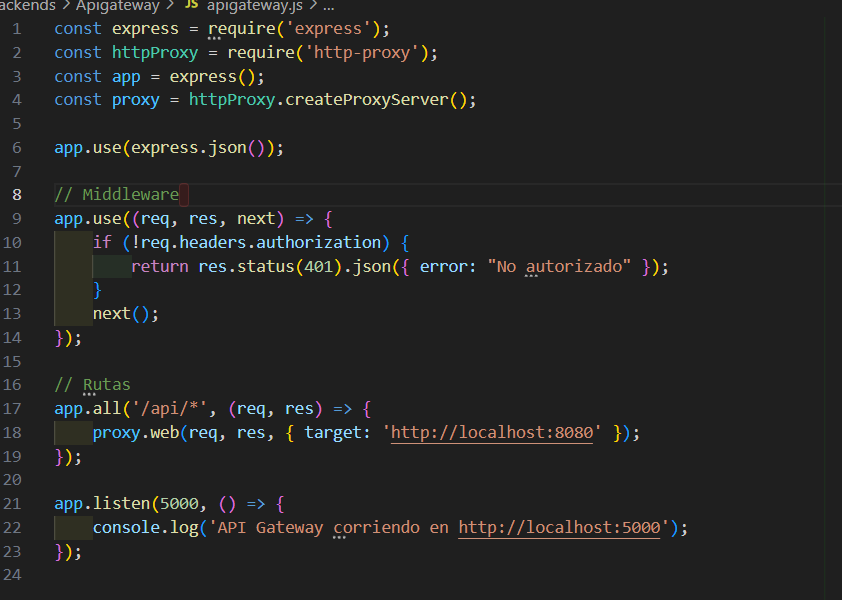 ackends > Apigateway > JS apigateway.js > ...
1 const express = require('express');
2 const httpProxy = require('http-proxy');
3 const app = express();
4 const proxy = httpProxy.createProxyServer();
5
6 app.use(express.json());
7
8 // Middleware
9 app.use((req, res, next) => {
10 if (!req.headers.authorization) {
11 return res.status(401).json({ error: "No autorizado" });
12 }
13 next();
14 });
15
16 // Rutas
17 app.all('/api/*', (req, res) => {
18 proxy.web(req, res, { target: 'http://localhost:8080' });
19 });
20
21 app.listen(5000, () => {
22 console.log('API Gateway corriendo en http://localhost:5000');
23 });
24